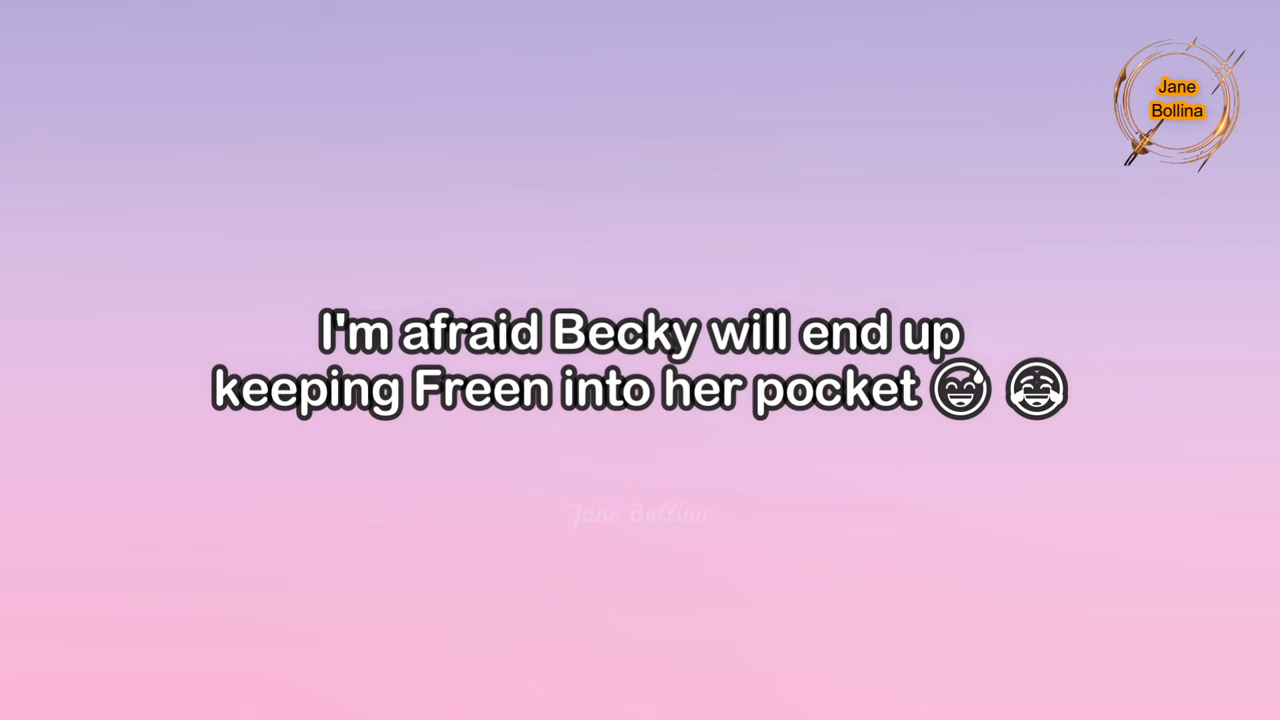 Jane
Bollina
I'm afraid Becky will end up
keeping Freen into her pocket 😅 😂
Jane Bollina